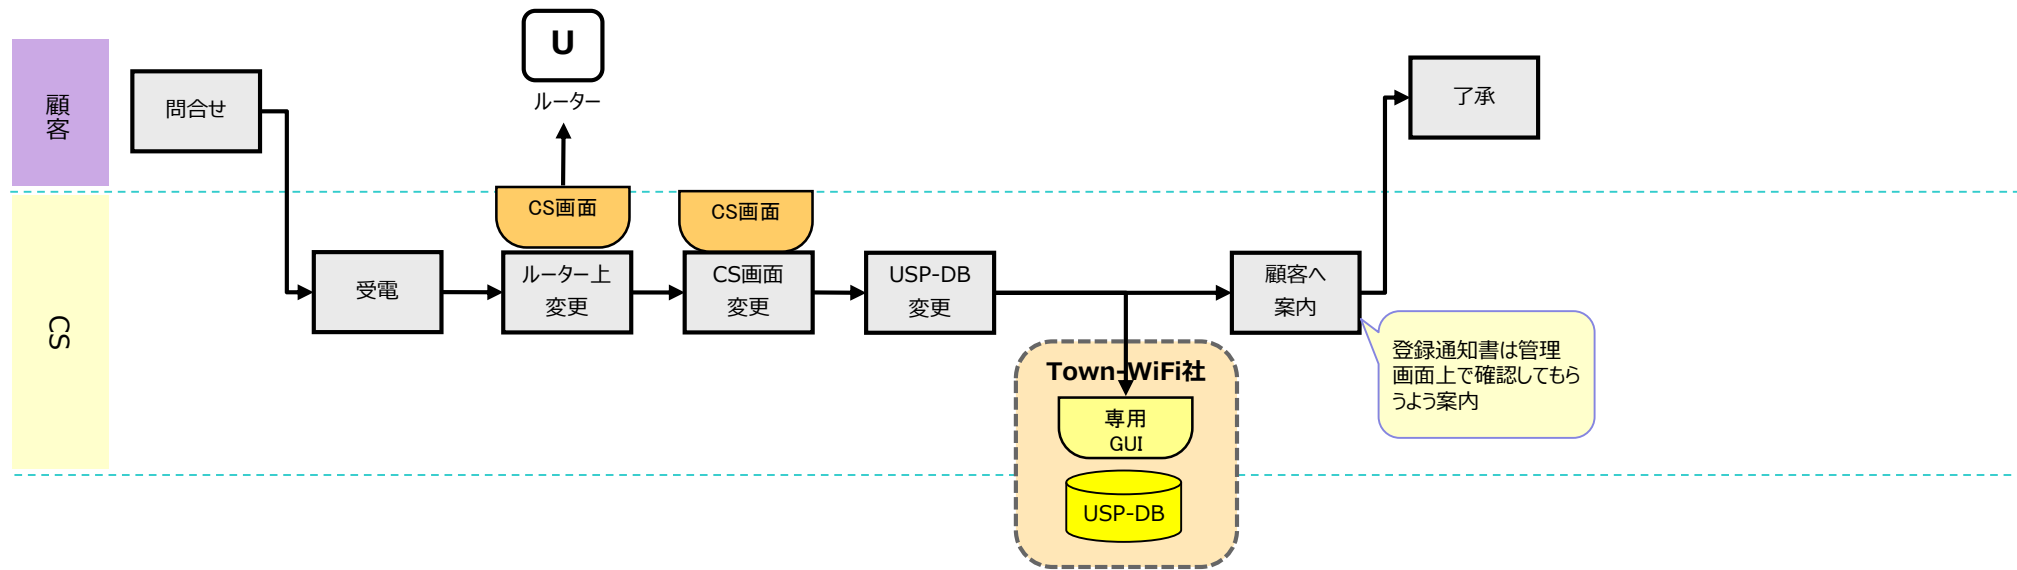 U
ルーター
顧客
問合せ
了承
CS画面
CS画面
CS
受電
ルーター上
変更
CS画面
変更
USP-DB
変更
顧客へ
案内
登録通知書は管理
画面上で確認してもら
うよう案内
Town-WiFi社
専用
GUI
USP-DB